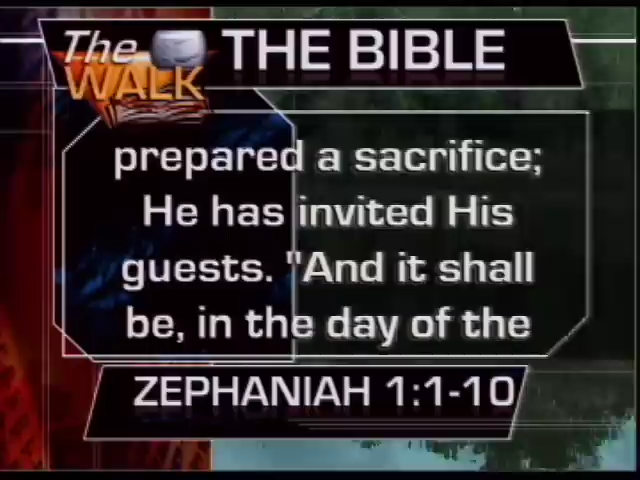 The WALK
THE BIBLE
prepared a sacrifice;
He has invited His
guests. "And it shall
be, in the day of the
ZEPHANIAH 1:1-10